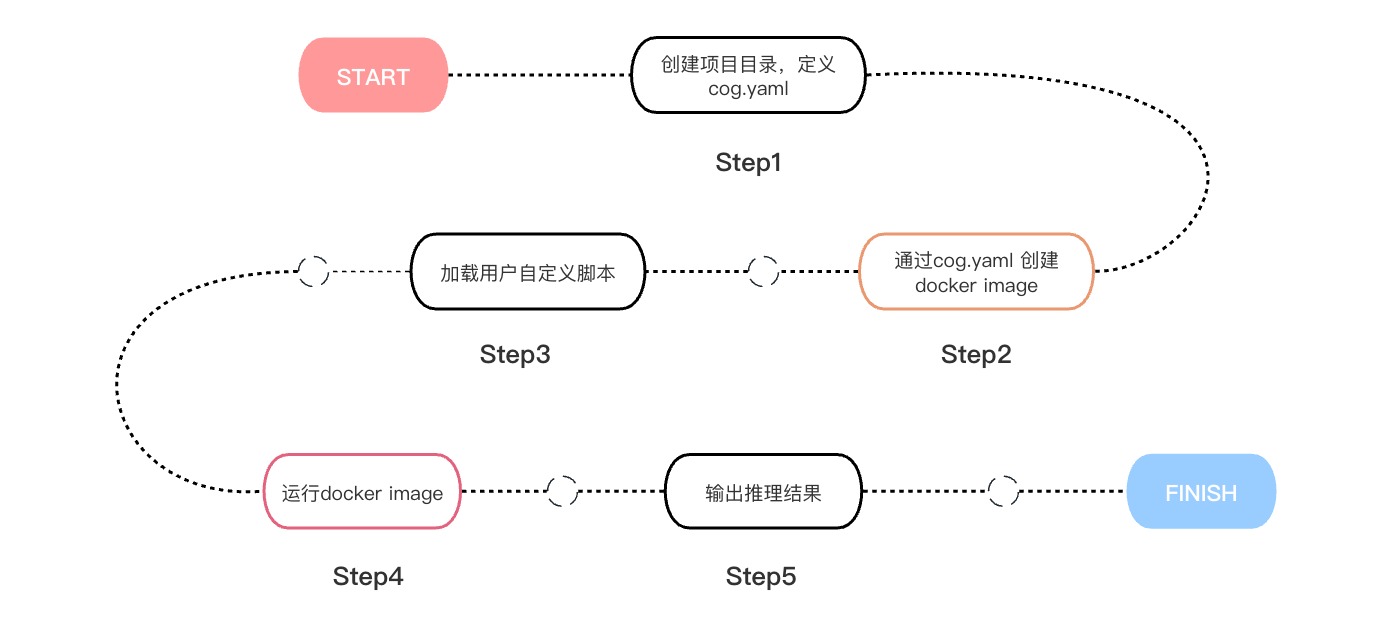 START
创建项目目录，定义
cog.yaml
Step1
通过cog.yaml 创建
docker image
Step2
加载用户自定义脚本
Step3
运行docker image
Step4
输出推理结果
Step5
FINISH